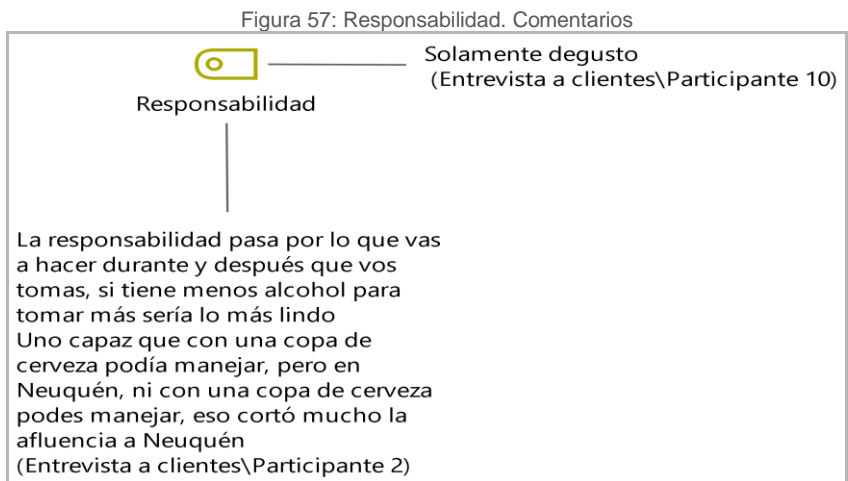 Figura 57: Responsabilidad. Comentarios
Solamente degusto
(Entrevista a clientes\Participante 10)
Responsabilidad
La responsabilidad pasa por lo que vas
a hacer durante y después que vos
tomas, si tiene menos alcohol para
tomar más sería lo más lindo
Uno capaz que con una copa de
cerveza podía manejar, pero en
Neuquén, ni con una copa de cerveza
podes manejar, eso cortó mucho la
afluencia a Neuquén
(Entrevista a clientes\Participante 2)